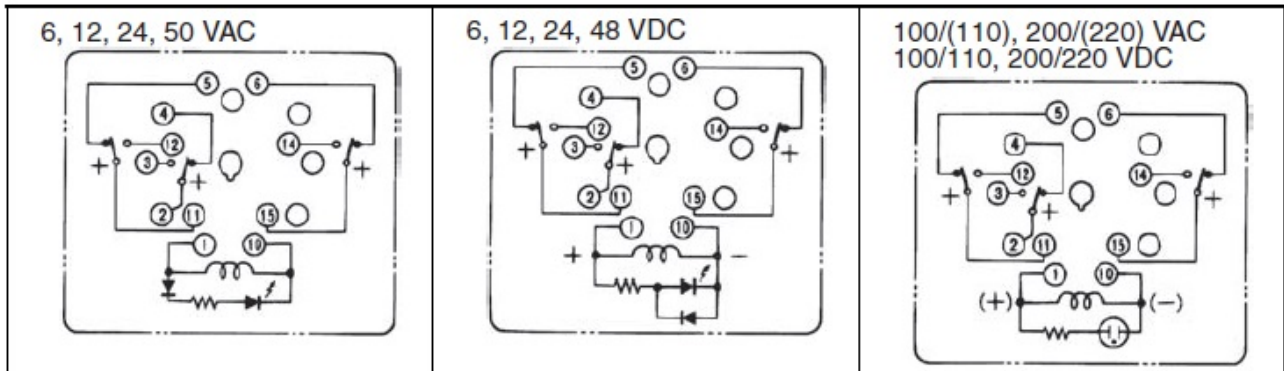 6, 12, 24, 50 VAC
5 6
4
12 14
3
+ + +
2 11 15
1 10
6, 12, 24, 48 VDC
5 6
4
12 14
3
+ + +
2 11 15
1 10
+ −
100/(110), 200/(220) VAC
100/110, 200/220 VDC
5 6
4
12 14
3
+ + +
2 11 15
1 10
(+) (−)